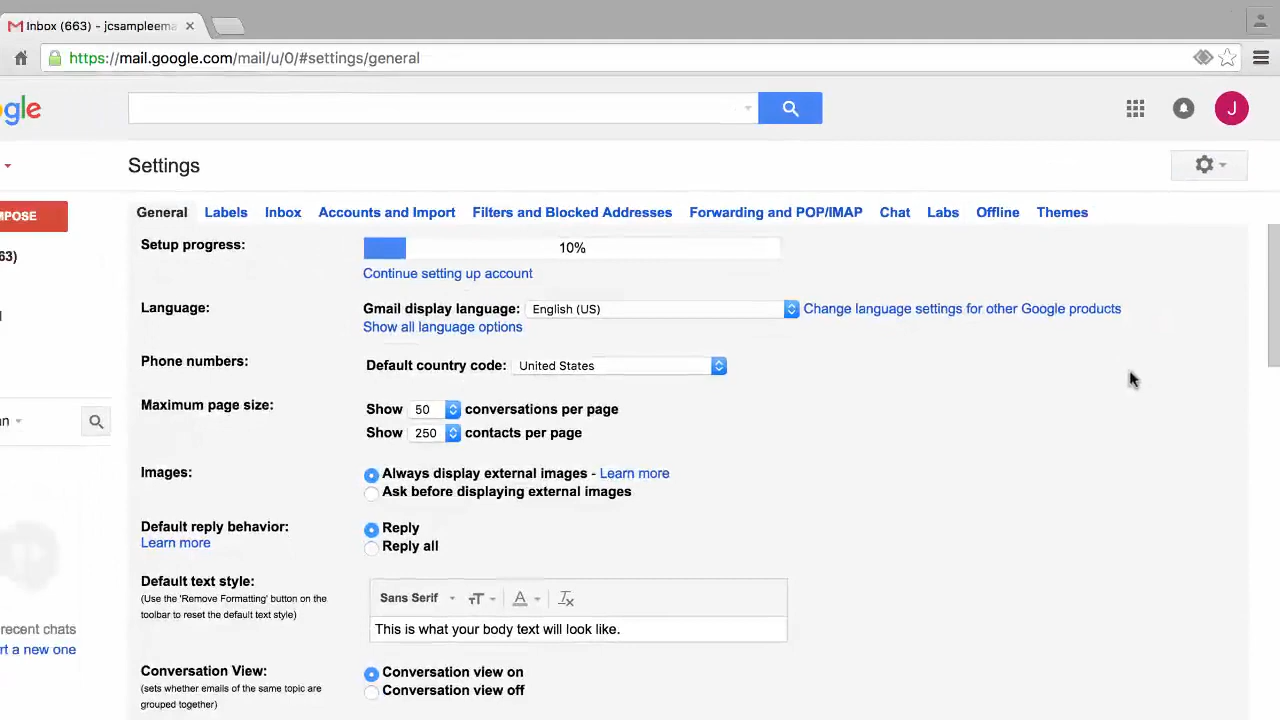 Inbox (663) - jcsampleema
https://mail.google.com/mail/u/0/#settings/general
gle
J
Settings
MPOSE
General Labels Inbox Accounts and Import Filters and Blocked Addresses Forwarding and POP/IMAP Chat Labs Offline Themes
Setup progress: 10%
63)
Continue setting up account
Language: Gmail display language: English (US) Change language settings for other Google products
Show all language options
Phone numbers: Default country code: United States
Maximum page size: Show 50 conversations per page
n
Show 250 contacts per page
Images: Always display external images - Learn more
Ask before displaying external images
Default reply behavior: Reply
Learn more Reply all
Default text style:
(Use the 'Remove Formatting' button on the
toolbar to reset the default text style)
Sans Serif
This is what your body text will look like.
recent chats
rt a new one
Conversation View: Conversation view on
(sets whether emails of the same topic are
grouped together)
Conversation view off